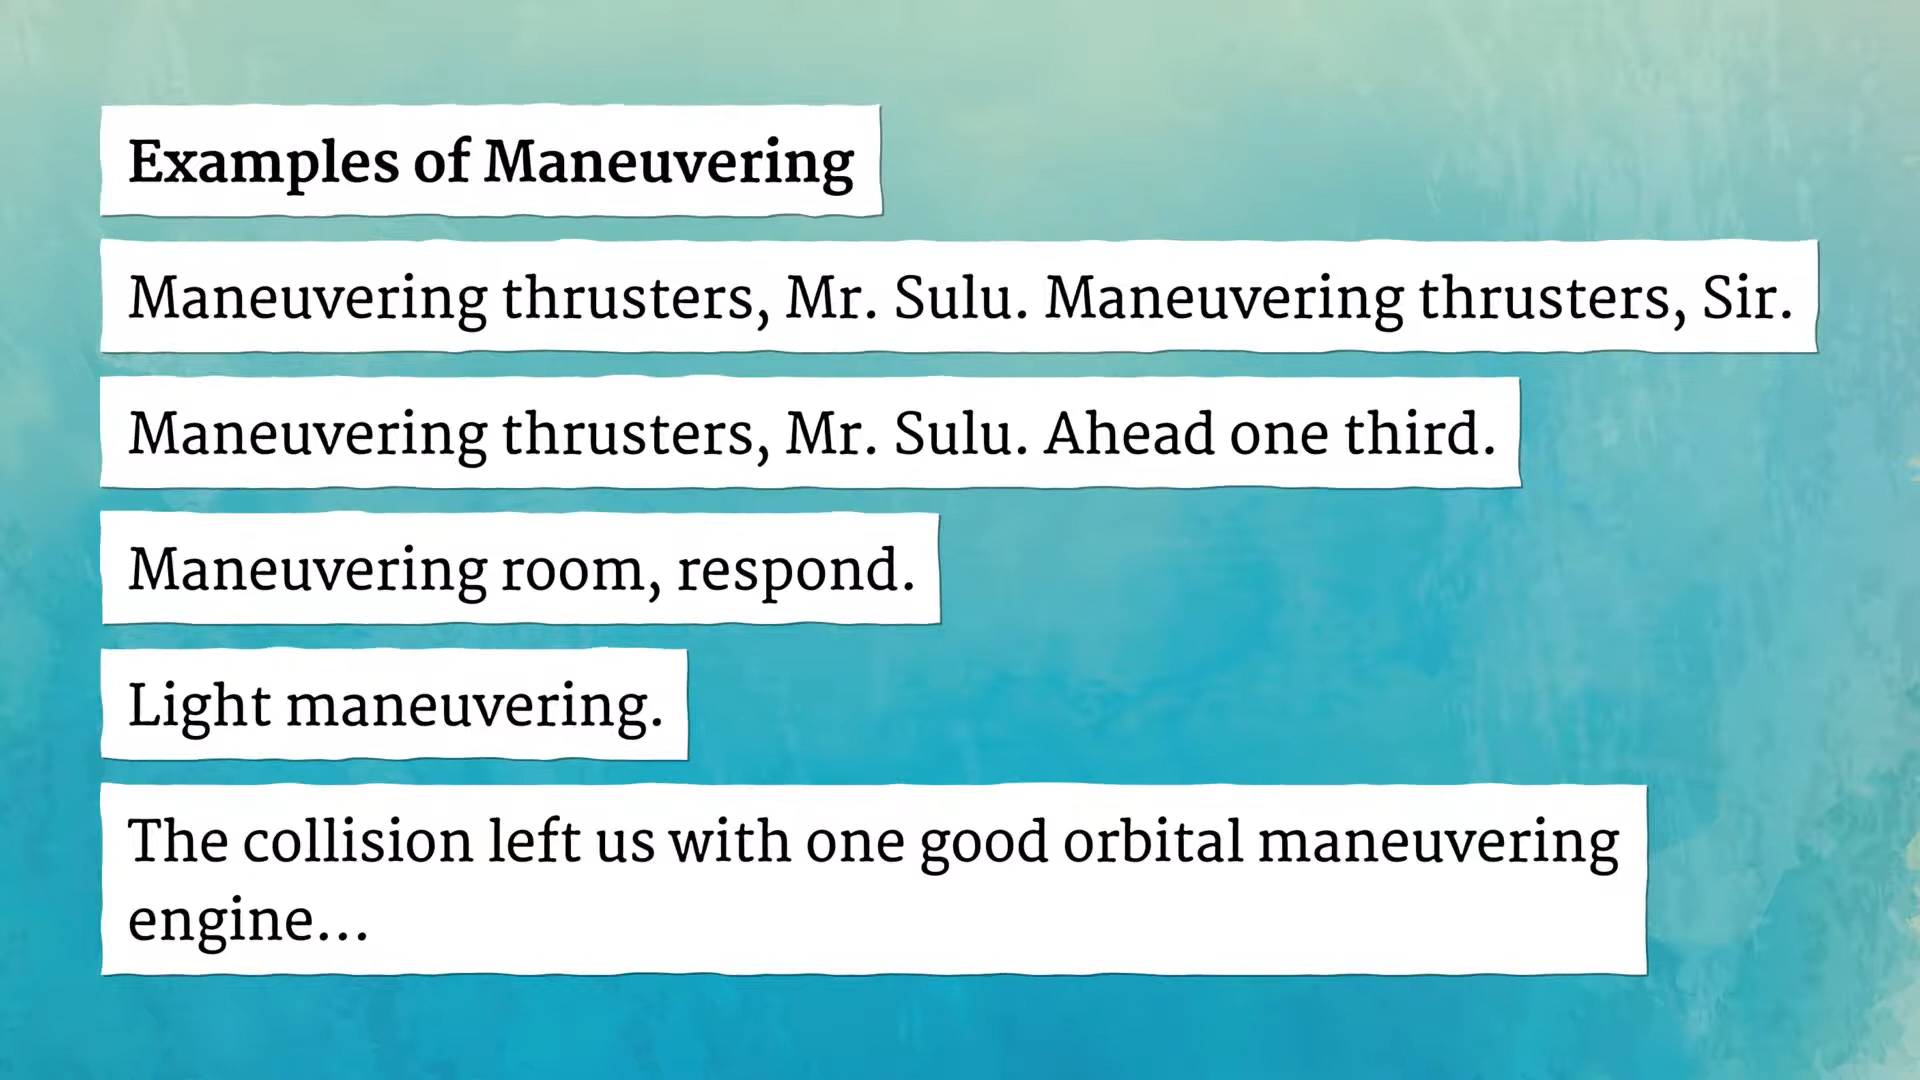 Examples of Maneuvering
Maneuvering thrusters, Mr. Sulu. Maneuvering thrusters, Sir.
Maneuvering thrusters, Mr. Sulu. Ahead one third.
Maneuvering room, respond.
Light maneuvering.
The collision left us with one good orbital maneuvering
engine...